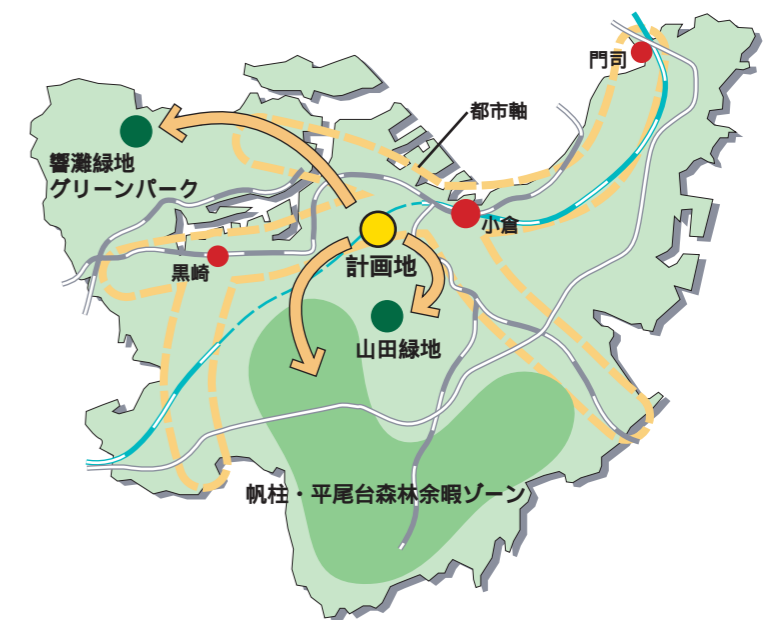 門司
都市軸
響灘緑地
グリーンパーク
小倉
黒崎
計画地
山田緑地
帆柱・平尾台森林余暇ゾーン